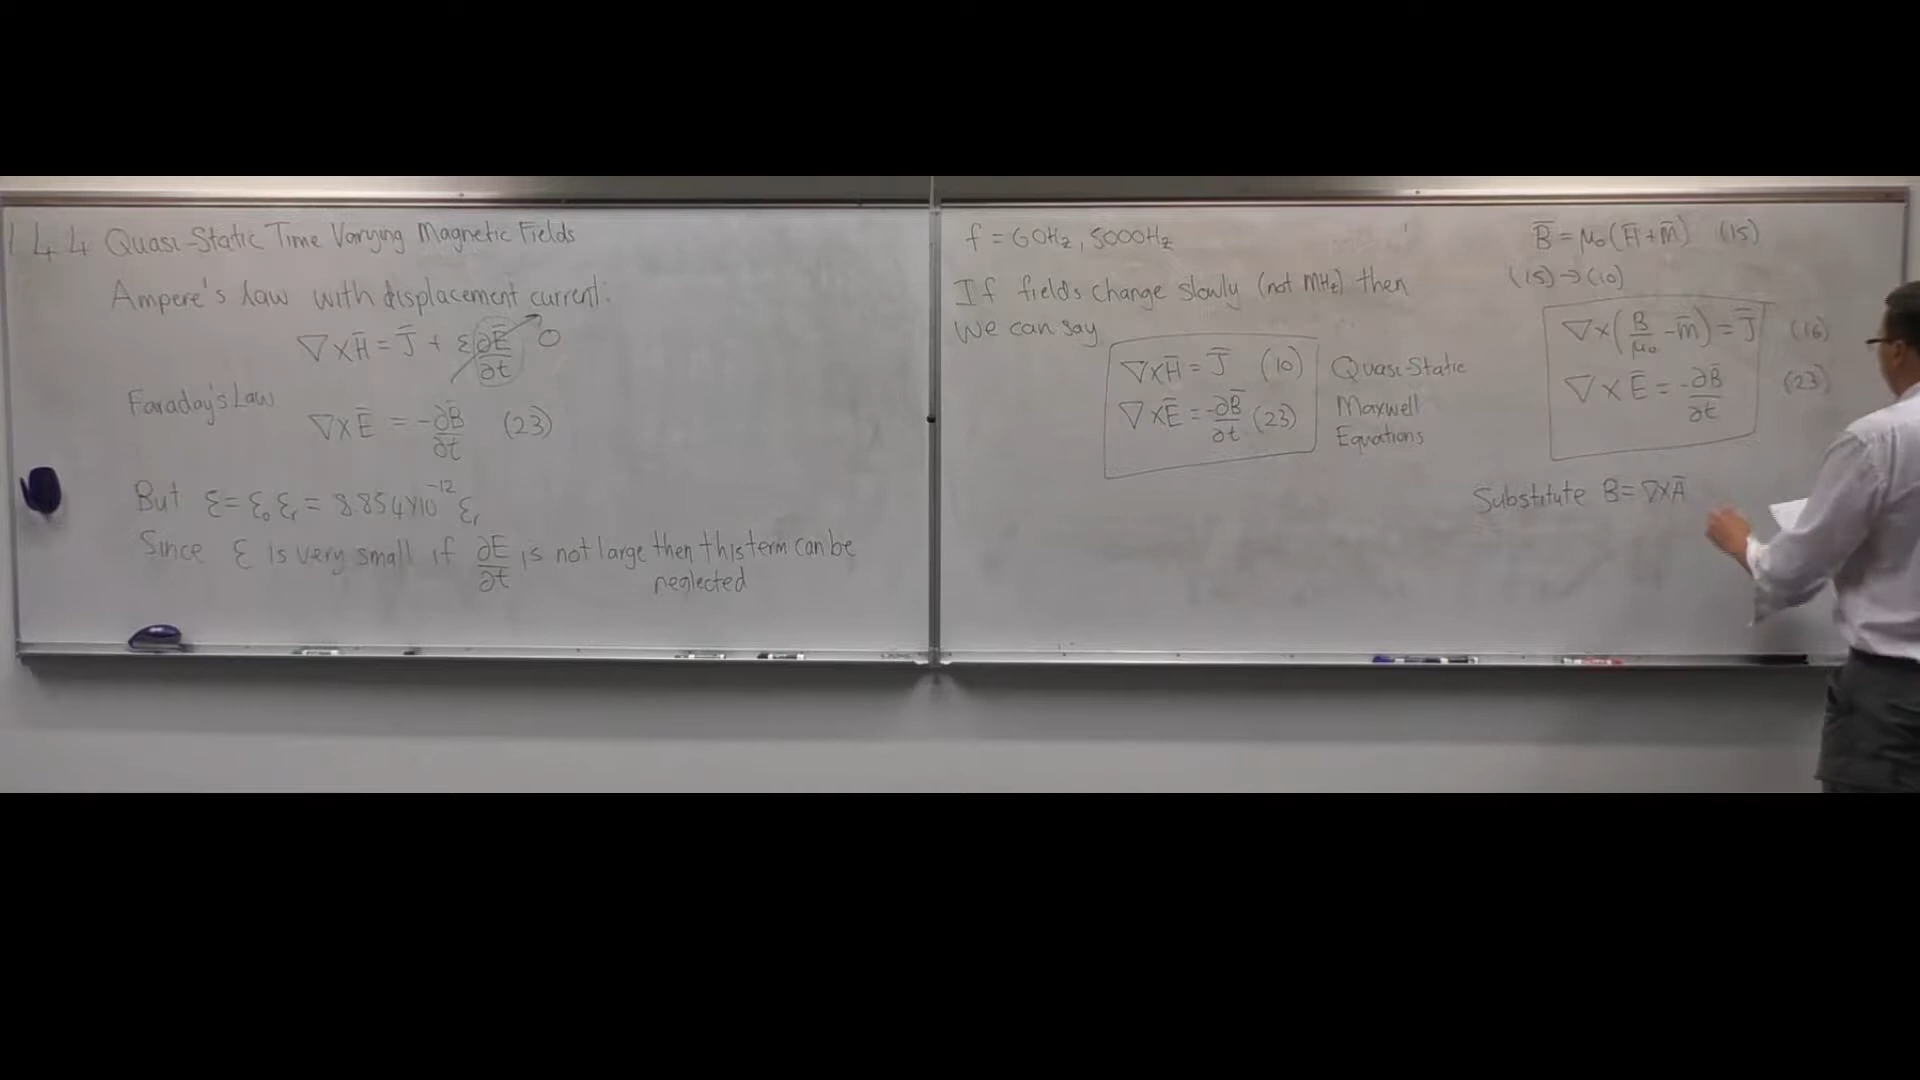 1.4.4 Quasi-Static Time Varying Magnetic Fields
Ampere's Law with displacement current:
∇×H̄ = J̄ + ε ∂Ē/∂t → 0
Faraday's Law
∇×Ē = -∂B̄/∂t (23)
But ε = ε₀ εᵣ = 8.854×10⁻¹² εᵣ
Since ε is very small if ∂E/∂t is not large then this term can be
neglected
f = 60Hz, 5000Hz
If fields change slowly (not MHz) then
we can say
∇×H̄ = J̄ (10)
∇×Ē = -∂B̄/∂t (23)
Quasi-Static
Maxwell
Equations
B̄ = μ₀(H̄+m̄) (15)
(15)→(10)
∇×(B̄/μ₀ - m̄) = J̄ (16)
∇×Ē = -∂B̄/∂t (23)
Substitute B = ∇×Ā